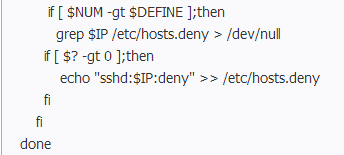 if [ $NUM -gt $DEFINE ];then
grep $IP /etc/hosts.deny > /dev/null
if [ $? -gt 0 ];then
echo "sshd:$IP:deny" >> /etc/hosts.deny
fi
fi
done